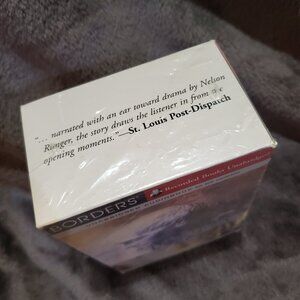 "... narrated with an ear toward drama by Nelson
Runger, the story draws the listener in from the
opening moments."—St. Louis Post-Dispatch
BORDERS
Recorded Books Unabridged